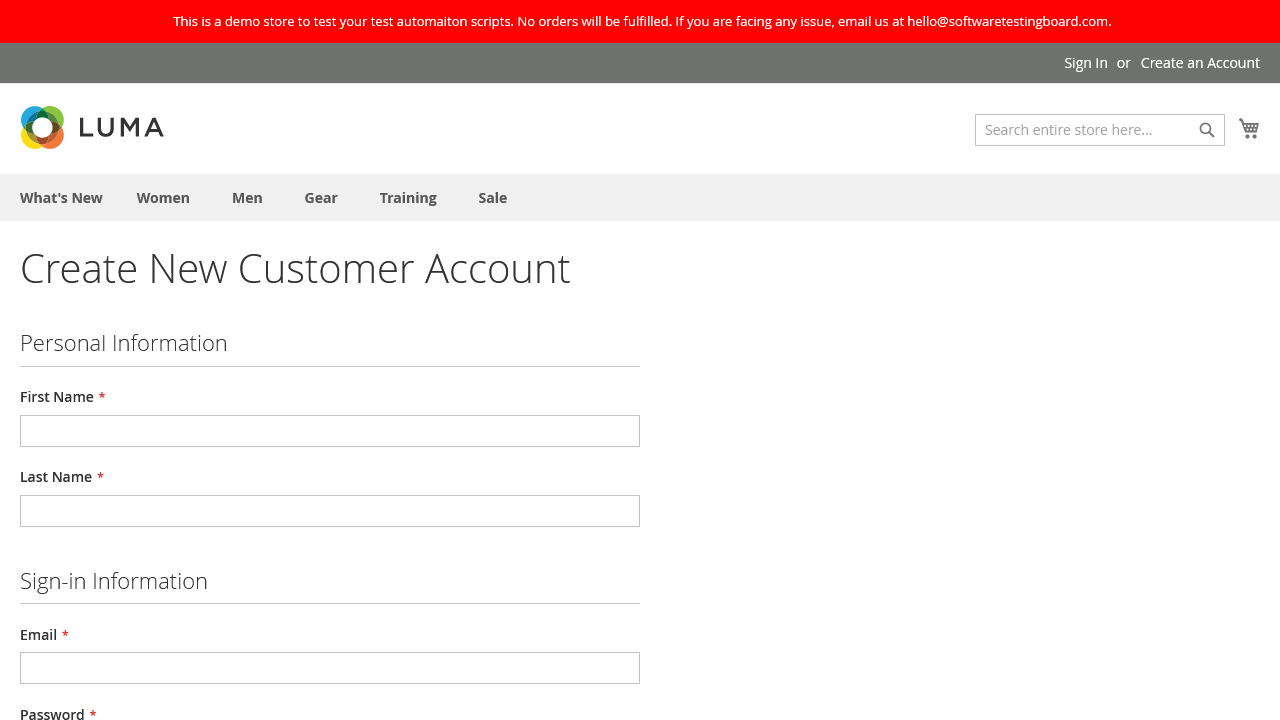 This is a demo store to test your test automaiton scripts. No orders will be fulfilled. If you are facing any issue, email us at hello@softwaretestingboard.com.
Sign In or Create an Account
LUMA
Search entire store here...
What's New Women Men Gear Training Sale
Create New Customer Account
Personal Information
First Name *
Last Name *
Sign-in Information
Email *
Password *